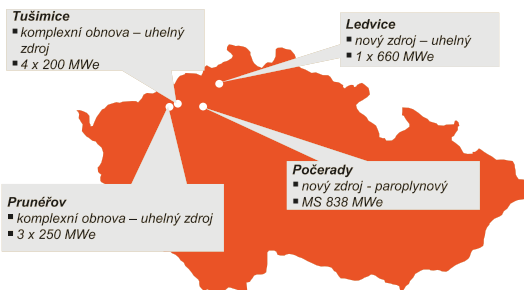 Tušimice
▪ komplexní obnova – uhelný
zdroj
▪ 4 x 200 MWe
Ledvice
▪ nový zdroj – uhelný
▪ 1 x 660 MWe
Počerady
▪ nový zdroj - paroplynový
▪ MS 838 MWe
Prunéřov
▪ komplexní obnova – uhelný zdroj
▪ 3 x 250 MWe